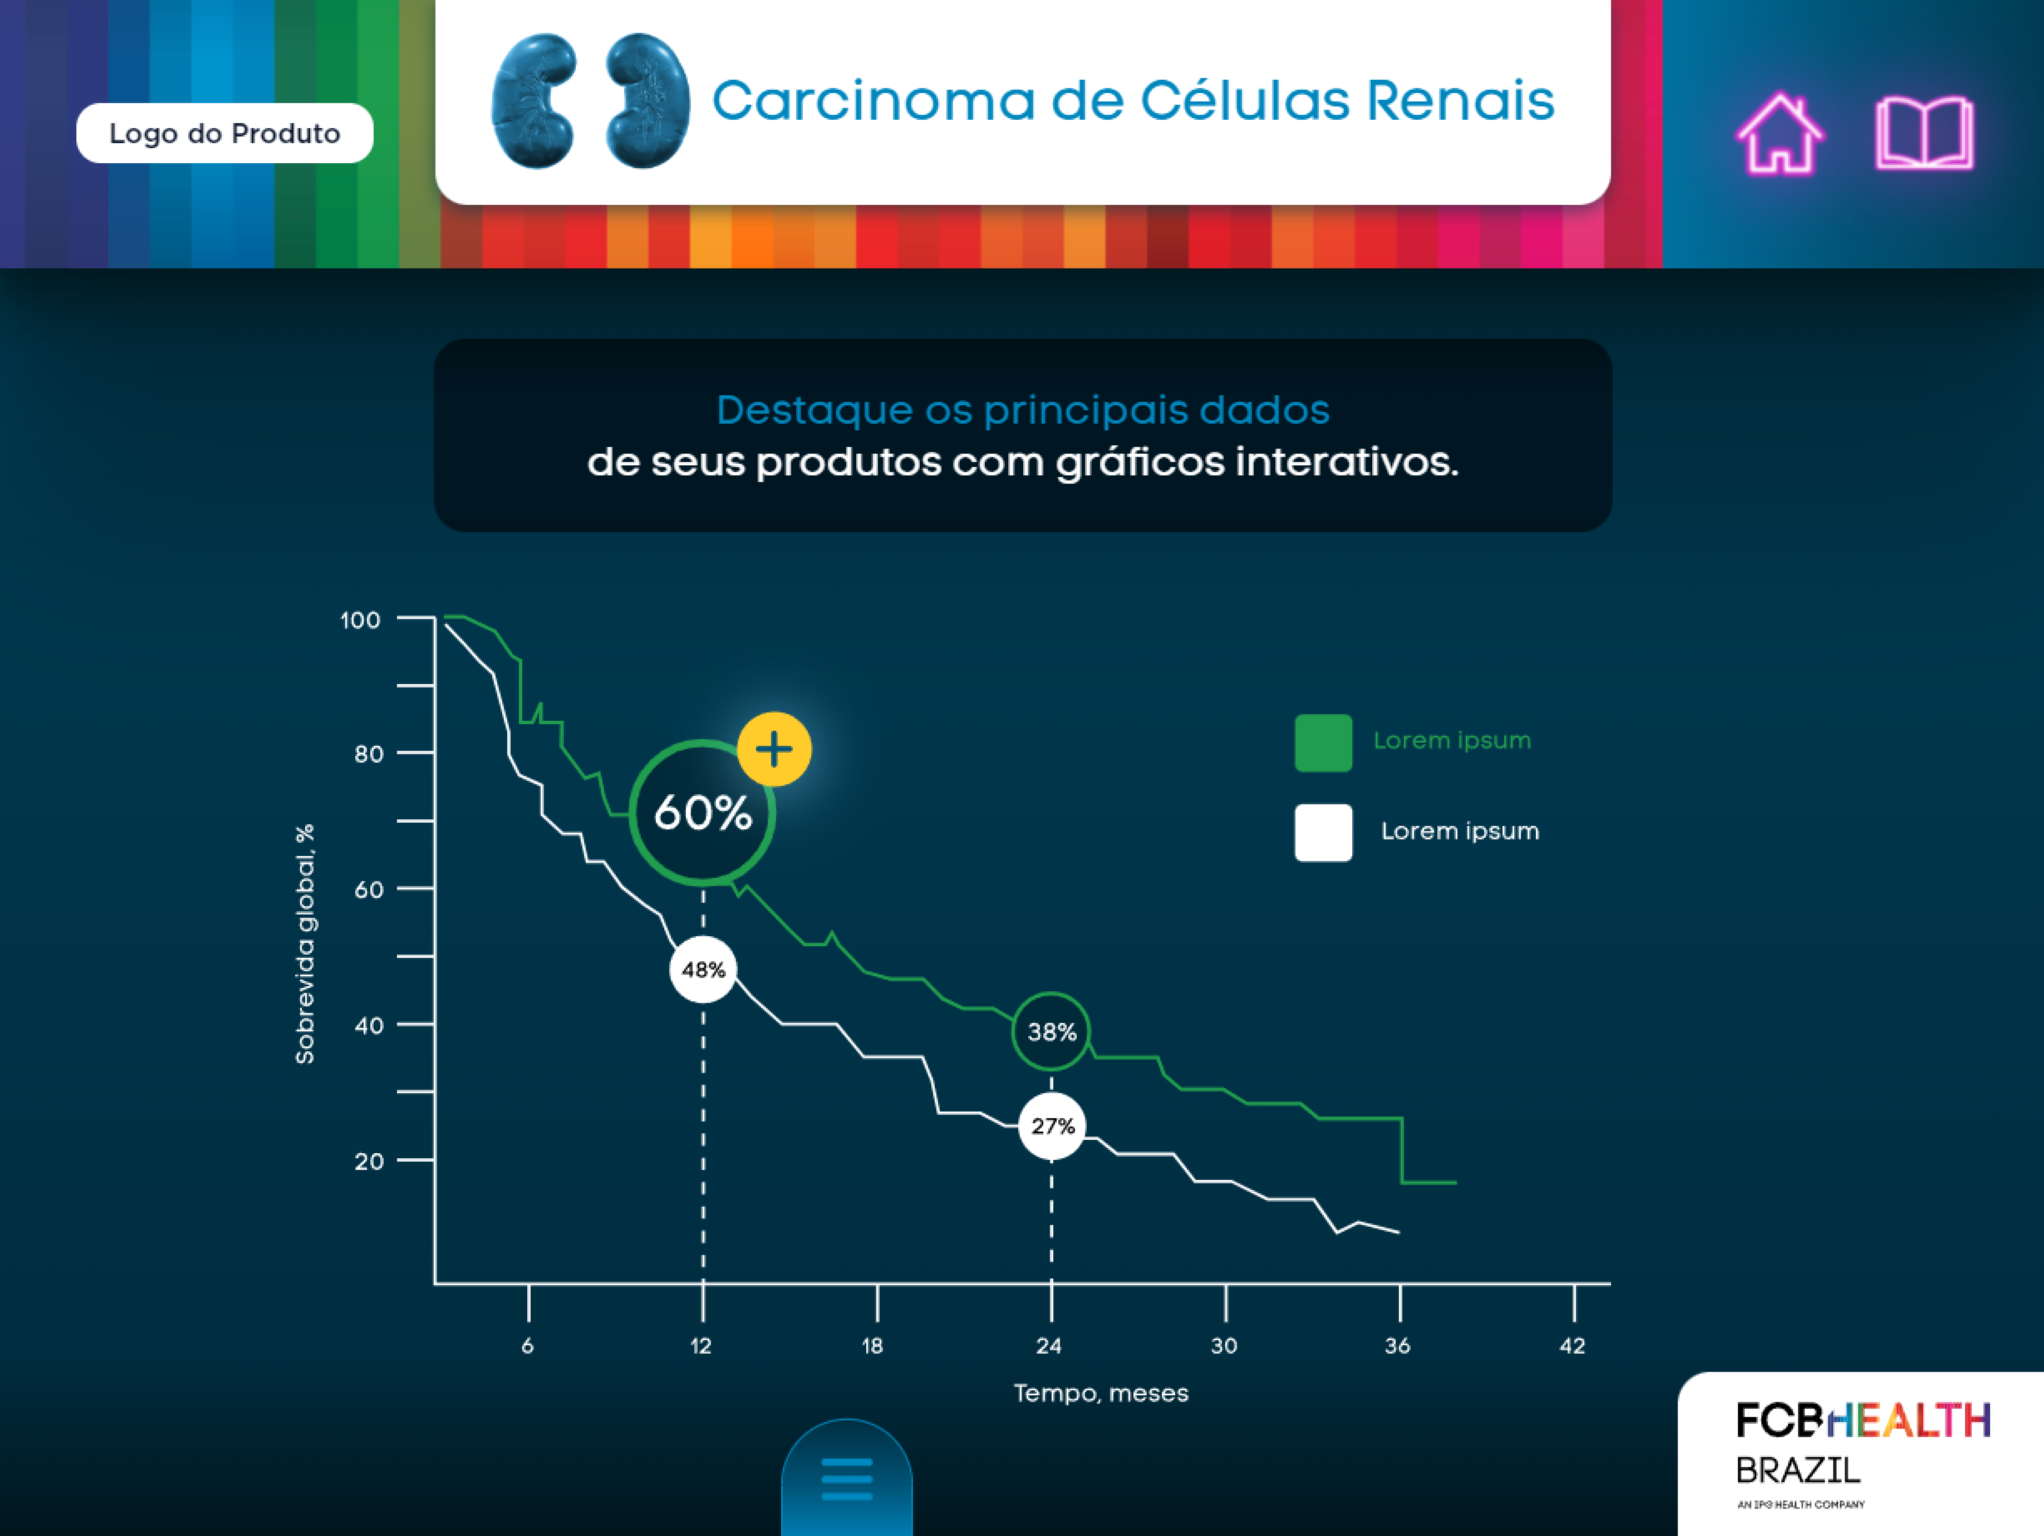 Logo do Produto
Carcinoma de Células Renais
Destaque os principais dados
de seus produtos com gráficos interativos.
100
80
60
40
20
Sobrevida global, %
60%
48%
38%
27%
Lorem ipsum
Lorem ipsum
6 12 18 24 30 36 42
Tempo, meses
FCBHEALTH
BRAZIL
AN IPG HEALTH COMPANY